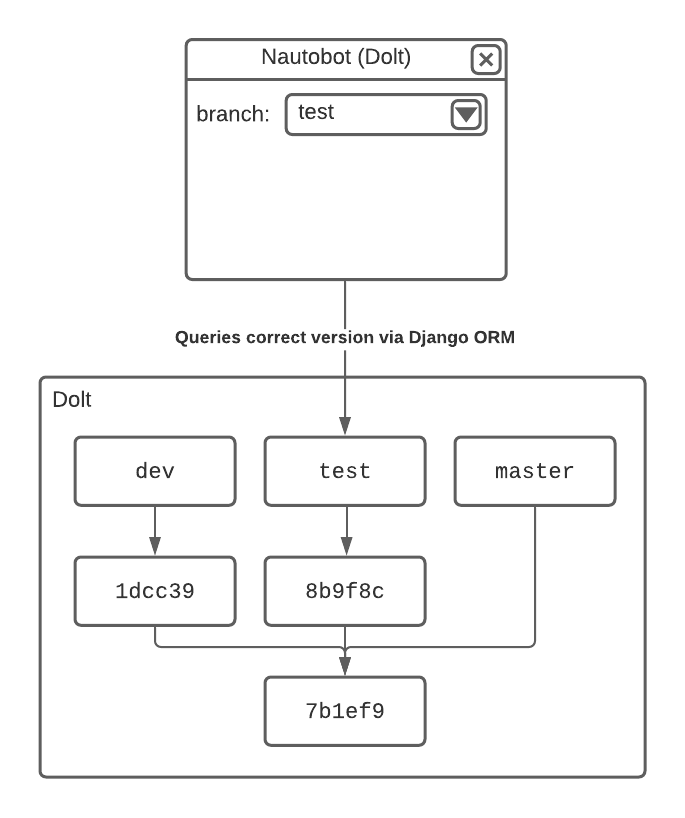 Nautobot (Dolt)
branch: test
Queries correct version via Django ORM
Dolt
dev
test
master
1dcc39
8b9f8c
7b1ef9